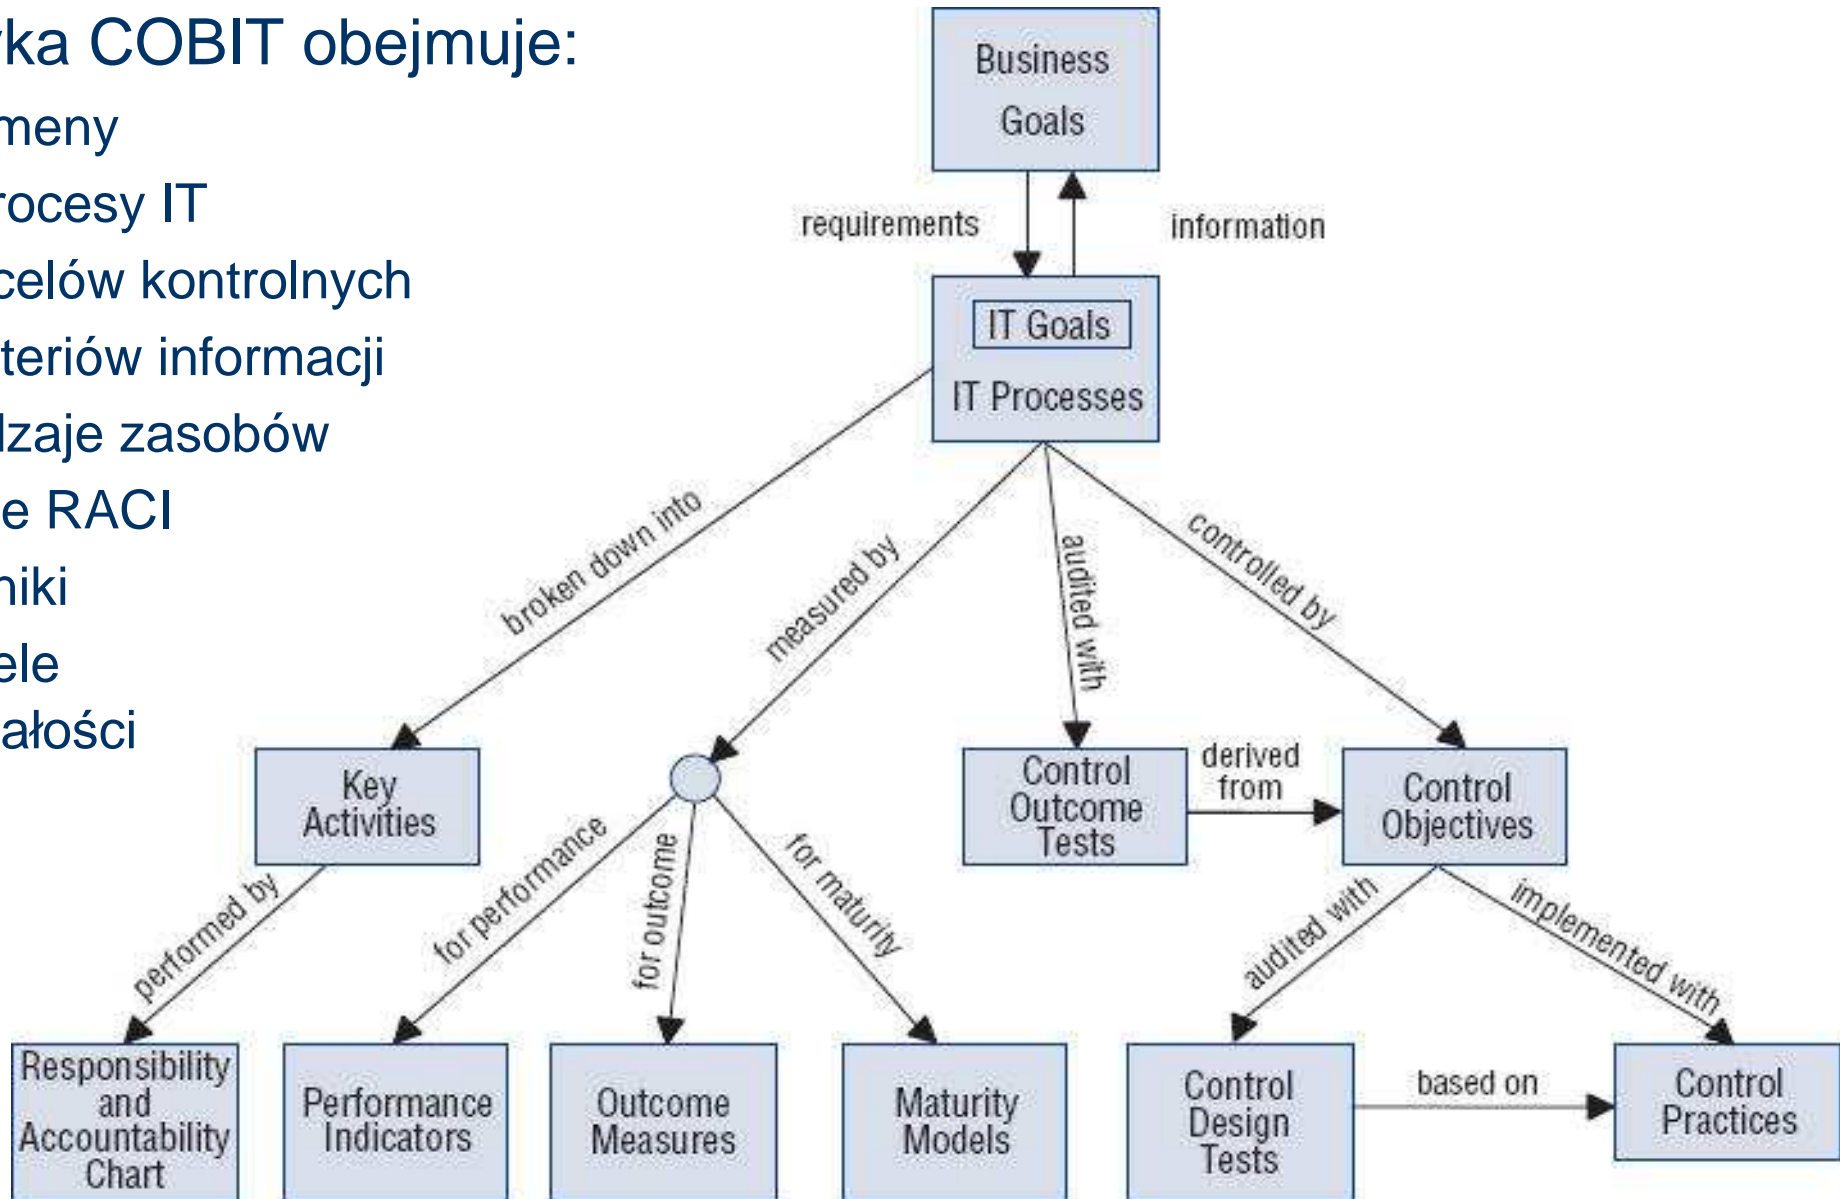 yka COBIT obejmuje:
meny
rocesy IT
celów kontrolnych
teriów informacji
dzaje zasobów
e RACI
niki
ele
ałości
Business
Goals
requirements
information
IT Goals
IT Processes
broken down into
measured by
audited with
controlled by
Key
Activities
Control
Outcome
Tests
derived
from
Control
Objectives
performed by
for performance
for outcome
for maturity
audited with
implemented with
Responsibility
and
Accountability
Chart
Performance
Indicators
Outcome
Measures
Maturity
Models
Control
Design
Tests
based on
Control
Practices